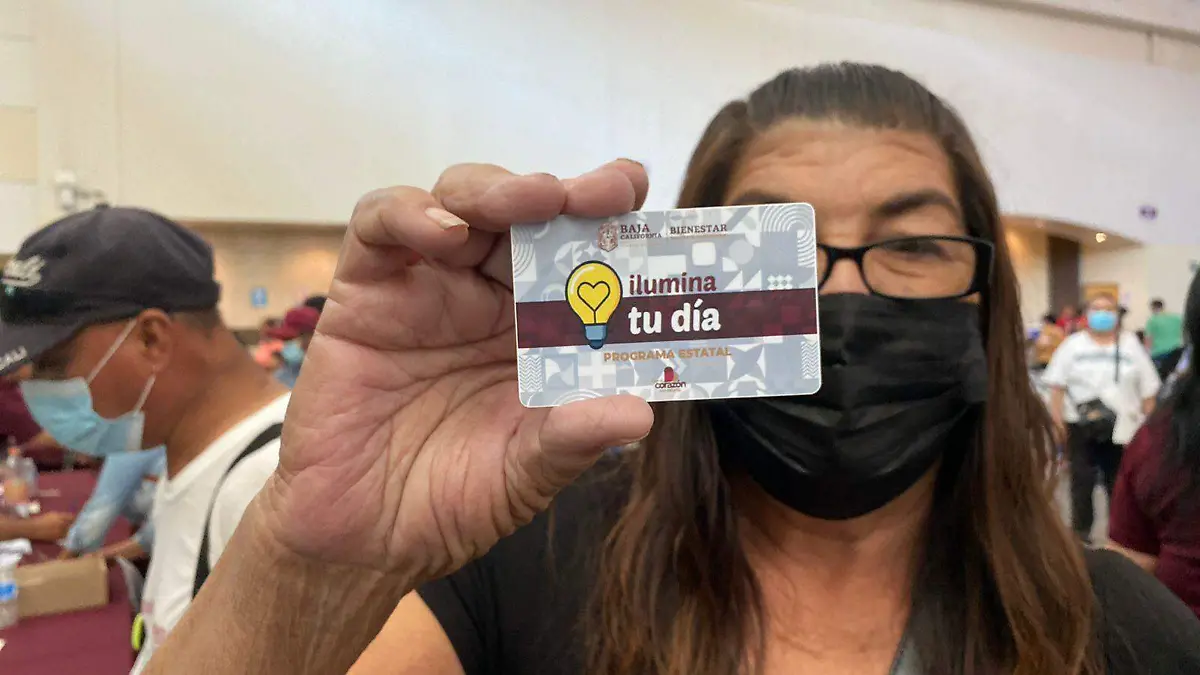 BAJA
CALIFORNIA
BIENESTAR
ilumina
tu día
PROGRAMA ESTATAL
corazón